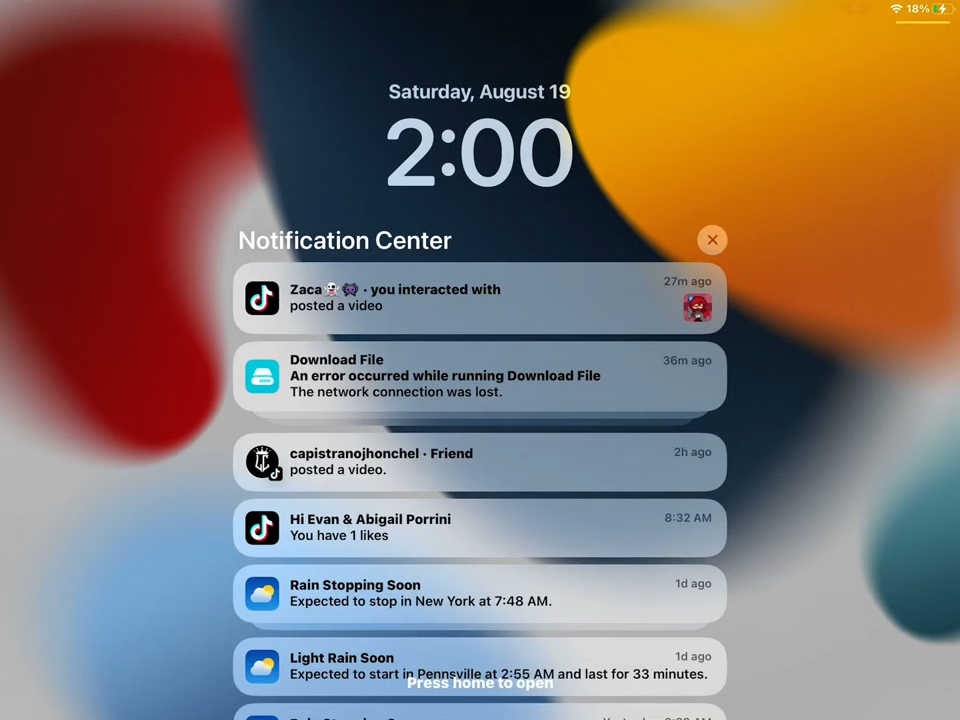 18%
Saturday, August 19
2:00
Notification Center
Zaca👻👾 · you interacted with
27m ago
posted a video
Download File
36m ago
An error occurred while running Download File
The network connection was lost.
capistranojhonchel · Friend
2h ago
posted a video.
Hi Evan & Abigail Porrini
8:32 AM
You have 1 likes
Rain Stopping Soon
1d ago
Expected to stop in New York at 7:48 AM.
Light Rain Soon
1d ago
Expected to start in Pennsville at 2:55 AM and last for 33 minutes.
Press home to open